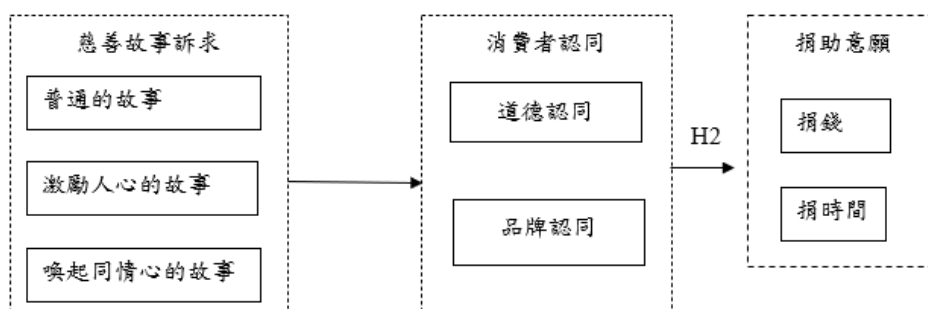 慈善故事訴求
普通的故事
激勵人心的故事
喚起同情心的故事
消費者認同
道德認同
品牌認同
H2
捐助意願
捐錢
捐時間